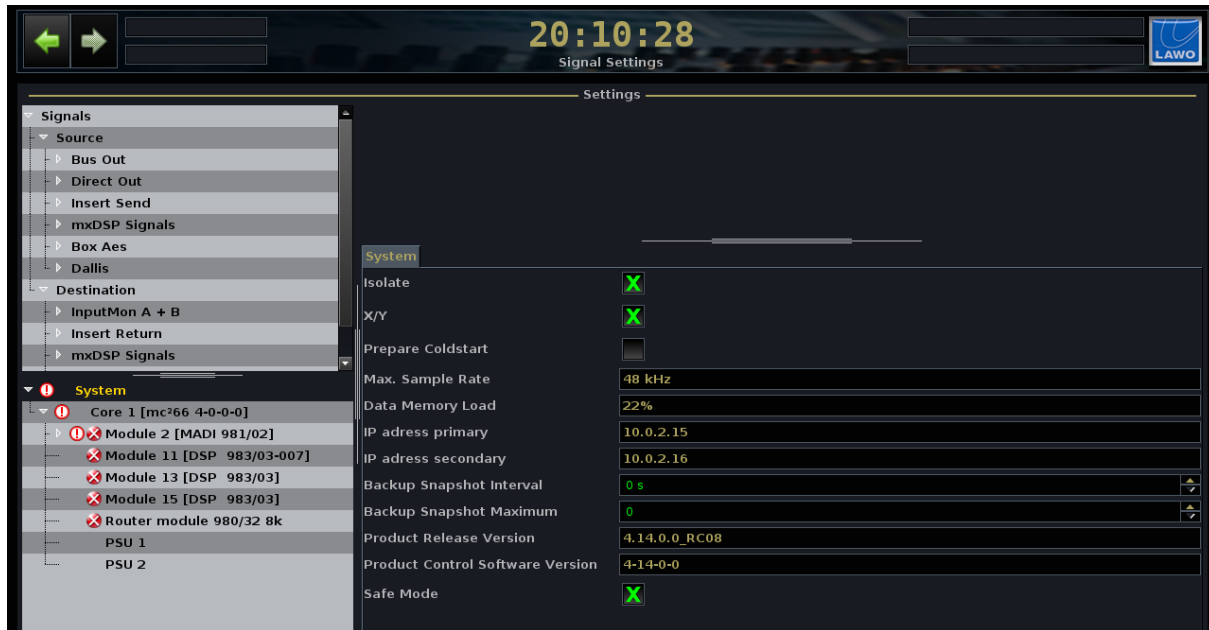 20:10:28
Signal Settings
LAWO
Settings
Signals
Source
Bus Out
Direct Out
Insert Send
mxDSP Signals
Box Aes
Dallis
Destination
InputMon A + B
Insert Return
mxDSP Signals
System
Core 1 [mc²66 4-0-0-0]
Module 2 [MADI 981/02]
Module 11 [DSP 983/03-007]
Module 13 [DSP 983/03]
Module 15 [DSP 983/03]
Router module 980/32 8k
PSU 1
PSU 2
System
Isolate X
X/Y X
Prepare Coldstart
Max. Sample Rate 48 kHz
Data Memory Load 22%
IP adress primary 10.0.2.15
IP adress secondary 10.0.2.16
Backup Snapshot Interval 0 s
Backup Snapshot Maximum 0
Product Release Version 4.14.0.0_RC08
Product Control Software Version 4-14-0-0
Safe Mode X